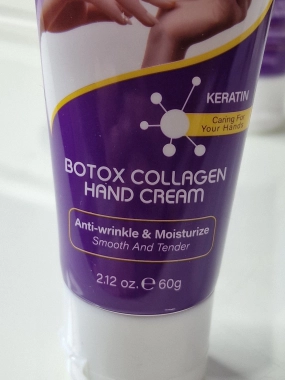 KERATIN
Caring For
Your Hands
BOTOX COLLAGEN
HAND CREAM
Anti-wrinkle & Moisturize
Smooth And Tender
2.12 oz. ℮ 60g